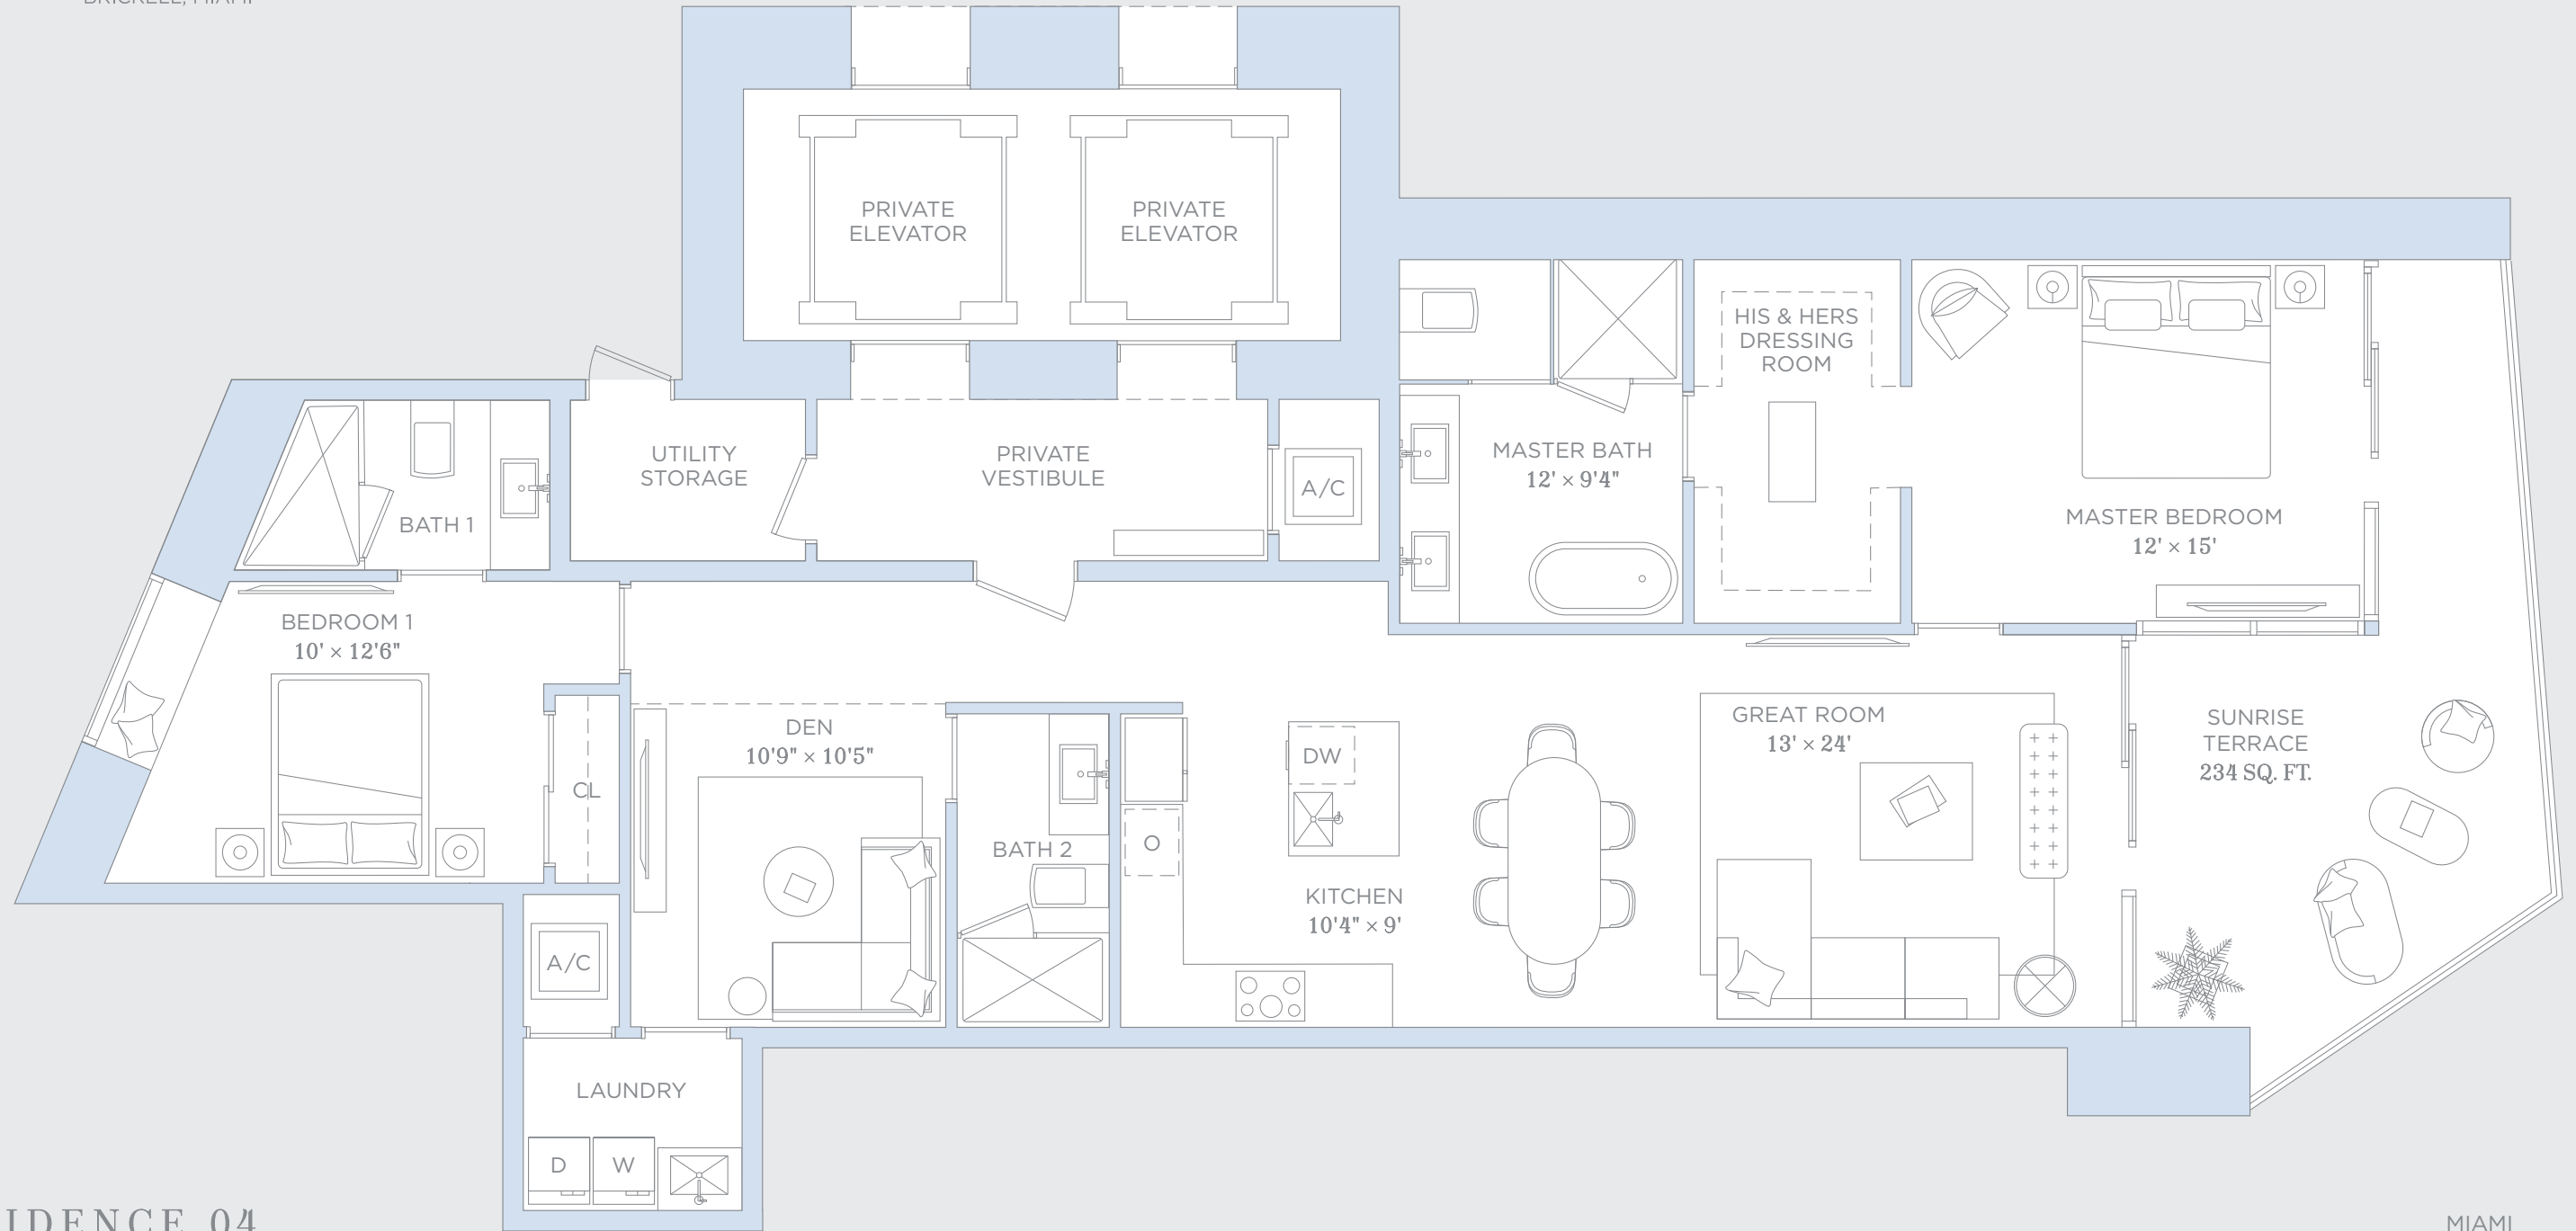 PRIVATE
ELEVATOR
PRIVATE
ELEVATOR
HIS & HERS
DRESSING
ROOM
UTILITY
STORAGE
PRIVATE
VESTIBULE
A/C
MASTER BATH
12' × 9'4"
MASTER BEDROOM
12' × 15'
BATH 1
BEDROOM 1
10' × 12'6"
CL
DEN
10'9" × 10'5"
BATH 2
O
DW
KITCHEN
10'4" × 9'
GREAT ROOM
13' × 24'
SUNRISE
TERRACE
234 SQ. FT.
A/C
LAUNDRY
D
W
IDENCE 04
MIAMI